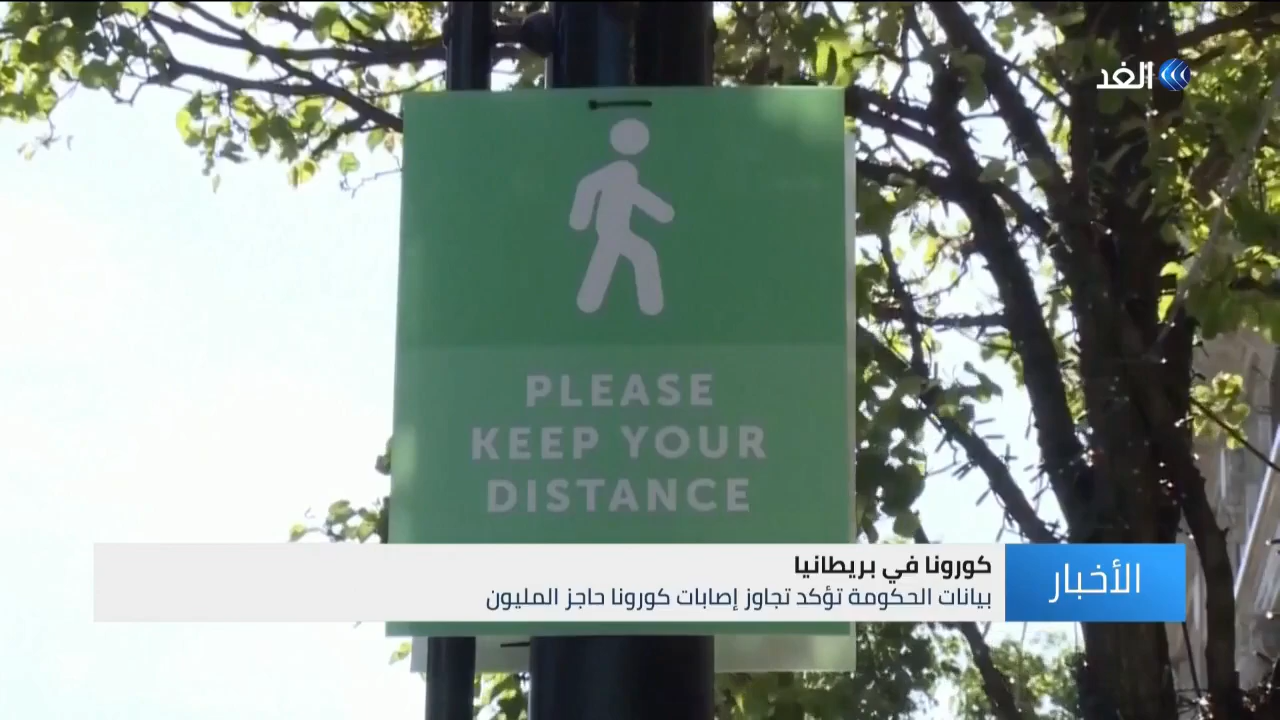 الغد
PLEASE
KEEP YOUR
DISTANCE
الأخبار
كورونا في بريطانيا
بيانات الحكومة تؤكد تجاوز إصابات كورونا حاجز المليون